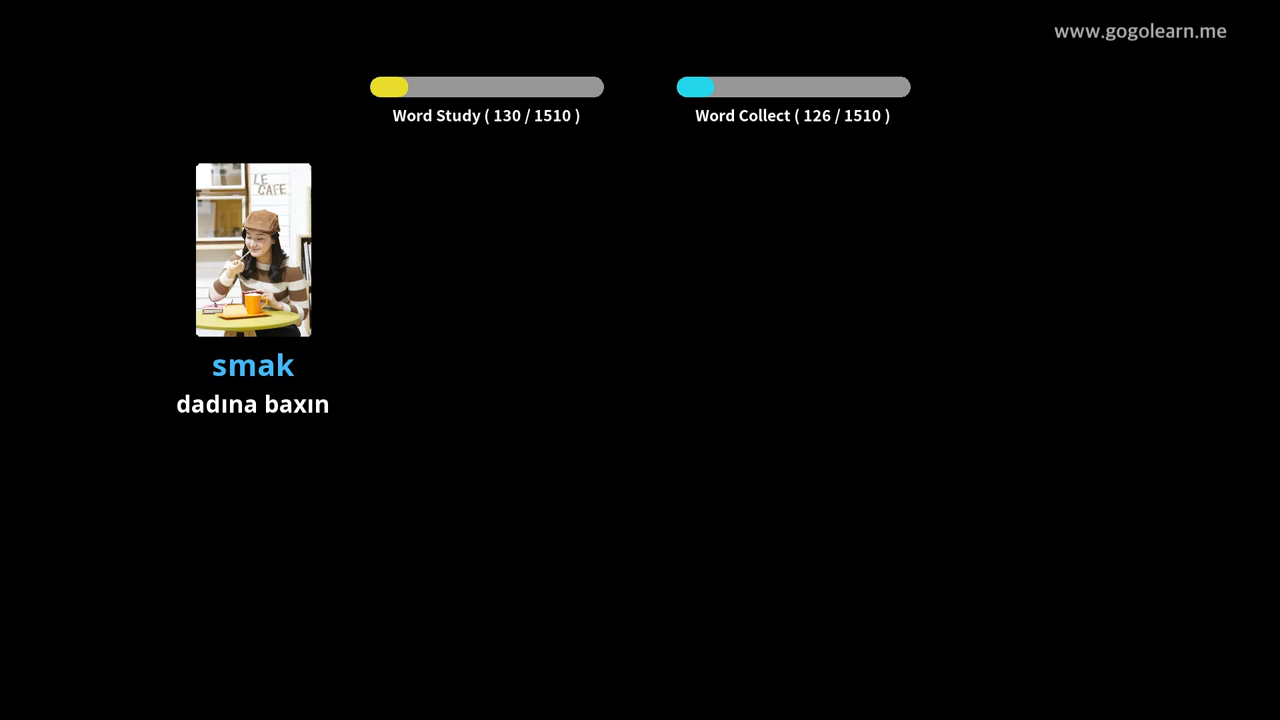 www.gogolearn.me
Word Study ( 130 / 1510 )
Word Collect ( 126 / 1510 )
LE
CAFE
smak
dadına baxın